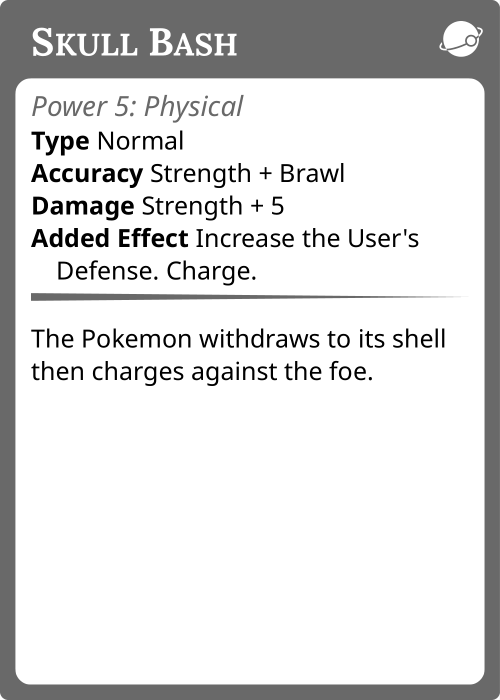 Skull Bash
Power 5: Physical
Type Normal
Accuracy Strength + Brawl
Damage Strength + 5
Added Effect Increase the User's
Defense. Charge.
The Pokemon withdraws to its shell
then charges against the foe.